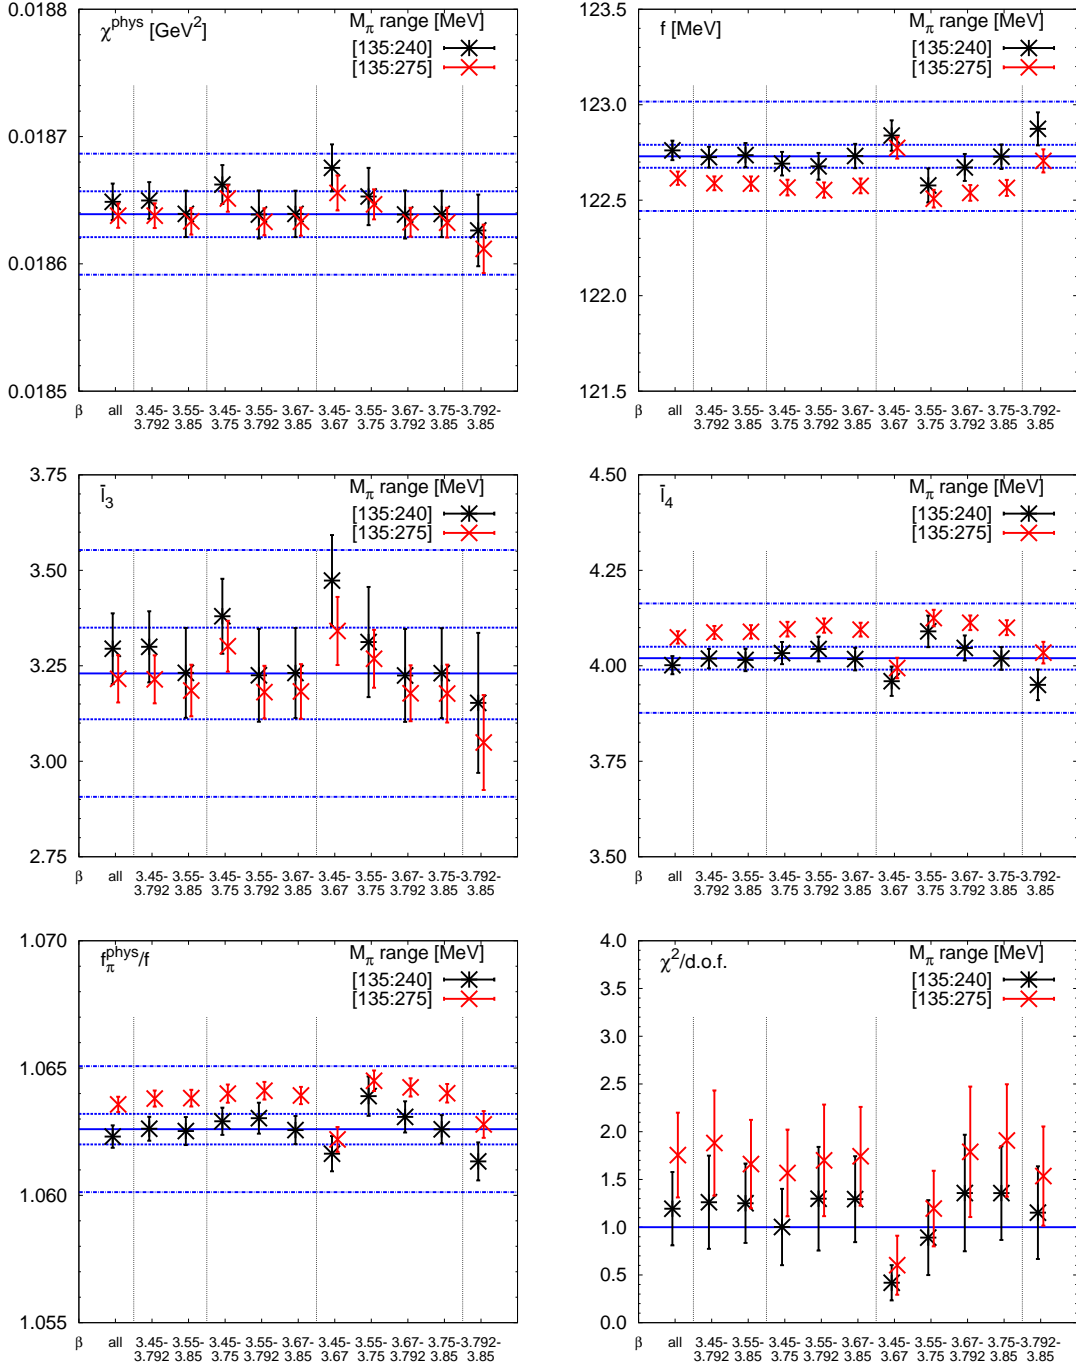 χ^phys [GeV²]
M_π range [MeV]
[135:240]
[135:275]
0.0188
0.0187
0.0186
0.0185
β all 3.45-3.792 3.55-3.85 3.45-3.75 3.55-3.792 3.67-3.85 3.45-3.67 3.55-3.75 3.67-3.792 3.75-3.85 3.792-3.85
f [MeV]
M_π range [MeV]
[135:240]
[135:275]
123.5
123.0
122.5
122.0
121.5
β all 3.45-3.792 3.55-3.85 3.45-3.75 3.55-3.792 3.67-3.85 3.45-3.67 3.55-3.75 3.67-3.792 3.75-3.85 3.792-3.85
l̄_3
M_π range [MeV]
[135:240]
[135:275]
3.75
3.50
3.25
3.00
2.75
β all 3.45-3.792 3.55-3.85 3.45-3.75 3.55-3.792 3.67-3.85 3.45-3.67 3.55-3.75 3.67-3.792 3.75-3.85 3.792-3.85
l̄_4
M_π range [MeV]
[135:240]
[135:275]
4.50
4.25
4.00
3.75
3.50
β all 3.45-3.792 3.55-3.85 3.45-3.75 3.55-3.792 3.67-3.85 3.45-3.67 3.55-3.75 3.67-3.792 3.75-3.85 3.792-3.85
f_π^phys/f
M_π range [MeV]
[135:240]
[135:275]
1.070
1.065
1.060
1.055
β all 3.45-3.792 3.55-3.85 3.45-3.75 3.55-3.792 3.67-3.85 3.45-3.67 3.55-3.75 3.67-3.792 3.75-3.85 3.792-3.85
χ²/d.o.f.
M_π range [MeV]
[135:240]
[135:275]
4.0
3.5
3.0
2.5
2.0
1.5
1.0
0.5
0.0
β all 3.45-3.792 3.55-3.85 3.45-3.75 3.55-3.792 3.67-3.85 3.45-3.67 3.55-3.75 3.67-3.792 3.75-3.85 3.792-3.85